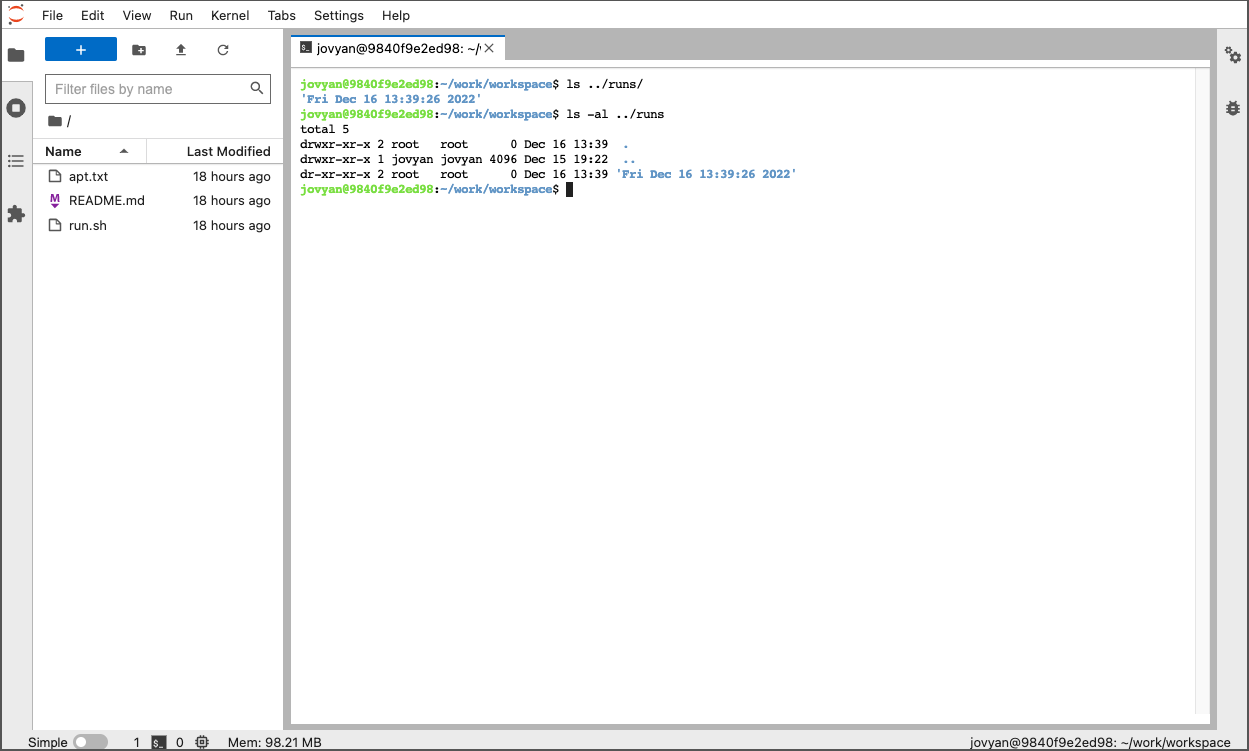 File Edit View Run Kernel Tabs Settings Help
+
Filter files by name
/
Name Last Modified
apt.txt 18 hours ago
M README.md 18 hours ago
run.sh 18 hours ago
$_ jovyan@9840f9e2ed98: ~/
jovyan@9840f9e2ed98:~/work/workspace$ ls ../runs/
'Fri Dec 16 13:39:26 2022'
jovyan@9840f9e2ed98:~/work/workspace$ ls -al ../runs
total 5
drwxr-xr-x 2 root   root      0 Dec 16 13:39  .
drwxr-xr-x 1 jovyan jovyan 4096 Dec 15 19:22  ..
dr-xr-xr-x 2 root   root      0 Dec 16 13:39 'Fri Dec 16 13:39:26 2022'
jovyan@9840f9e2ed98:~/work/workspace$
Simple 1 $_ 0 Mem: 98.21 MB jovyan@9840f9e2ed98: ~/work/workspace